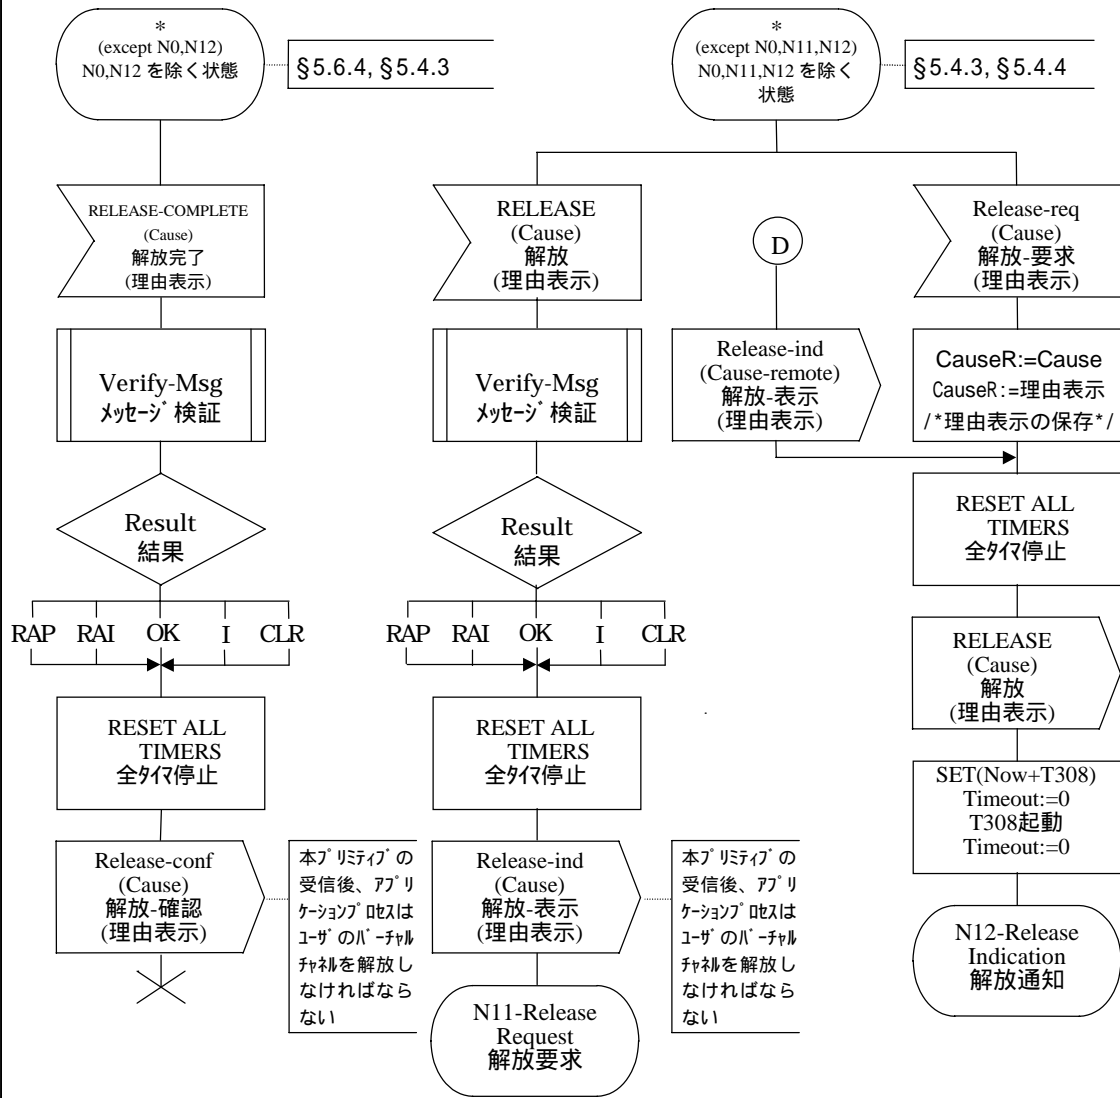 *
(except N0,N12)
N0,N12 を除く状態
§5.6.4, §5.4.3
*
(except N0,N11,N12)
N0,N11,N12 を除く
状態
§5.4.3, §5.4.4
RELEASE-COMPLETE
(Cause)
解放完了
(理由表示)
RELEASE
(Cause)
解放
(理由表示)
D
Release-req
(Cause)
解放-要求
(理由表示)
Verify-Msg
ﾒｯｾｰｼﾞ検証
Verify-Msg
ﾒｯｾｰｼﾞ検証
Release-ind
(Cause-remote)
解放-表示
(理由表示)
CauseR:=Cause
CauseR:=理由表示
/*理由表示の保存*/
Result
結果
Result
結果
RESET ALL
TIMERS
全ﾀｲﾏ停止
RAP RAI OK I CLR
RAP RAI OK I CLR
RELEASE
(Cause)
解放
(理由表示)
RESET ALL
TIMERS
全ﾀｲﾏ停止
RESET ALL
TIMERS
全ﾀｲﾏ停止
SET(Now+T308)
Timeout:=0
T308起動
Timeout:=0
Release-conf
(Cause)
解放-確認
(理由表示)
本ﾌﾟﾘﾐﾃｨﾌﾞの
受信後、ｱﾌﾟﾘ
ｹｰｼｮﾝﾌﾟﾛｾｽは
ﾕｰｻﾞのﾊﾞｰﾁｬﾙ
ﾁｬﾈﾙを解放し
なければなら
ない
Release-ind
(Cause)
解放-表示
(理由表示)
本ﾌﾟﾘﾐﾃｨﾌﾞの
受信後、ｱﾌﾟﾘ
ｹｰｼｮﾝﾌﾟﾛｾｽは
ﾕｰｻﾞのﾊﾞｰﾁｬﾙ
ﾁｬﾈﾙを解放し
なければなら
ない
N12-Release
Indication
解放通知
N11-Release
Request
解放要求